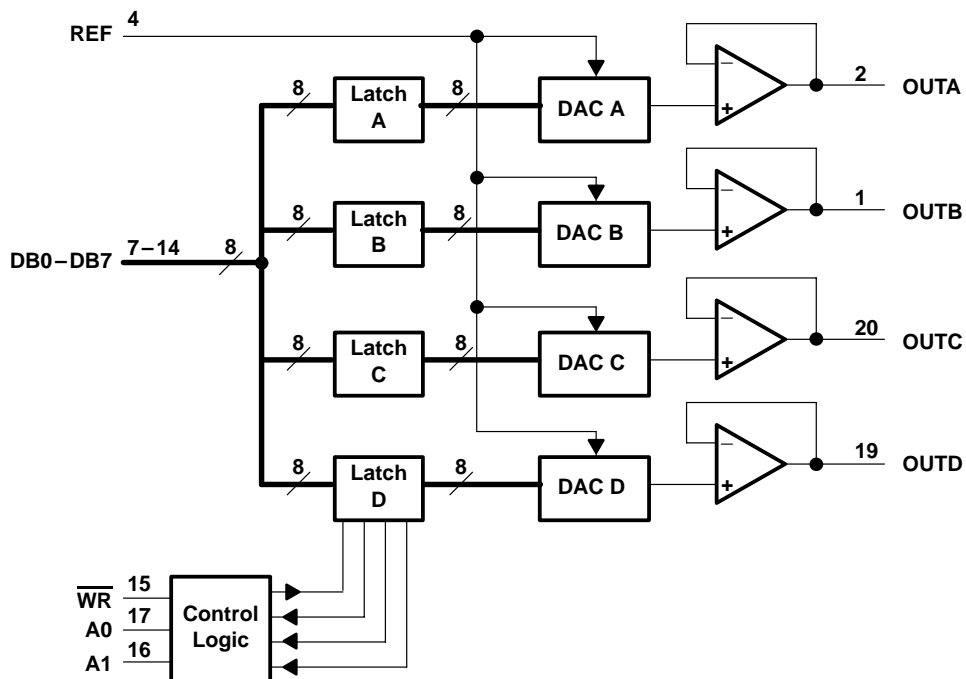 REF 4
8 Latch A 8 DAC A − + 2 OUTA
8 Latch B 8 DAC B − + 1 OUTB
DB0–DB7 7–14 8
8 Latch C 8 DAC C − + 20 OUTC
8 Latch D 8 DAC D − + 19 OUTD
WR 15
A0 17
A1 16
Control
Logic